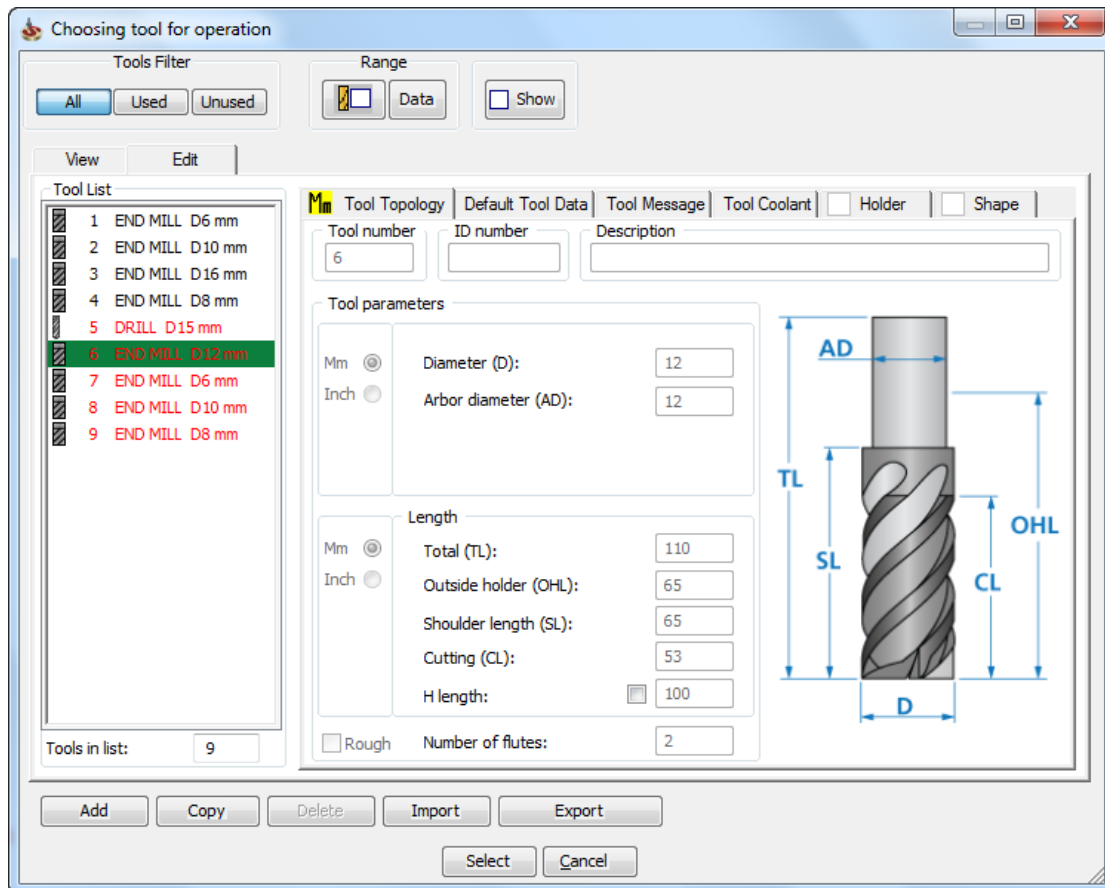 Choosing tool for operation
Tools Filter
All Used Unused
Range
Data
Show
View Edit
Tool List
1 END MILL D6 mm
2 END MILL D10 mm
3 END MILL D16 mm
4 END MILL D8 mm
5 DRILL D15 mm
6 END MILL D12 mm
7 END MILL D6 mm
8 END MILL D10 mm
9 END MILL D8 mm
Tools in list: 9
Mm Tool Topology Default Tool Data Tool Message Tool Coolant Holder Shape
Tool number ID number Description
6
Tool parameters
Mm
Inch
Diameter (D): 12
Arbor diameter (AD): 12
Length
Mm
Inch
Total (TL): 110
Outside holder (OHL): 65
Shoulder length (SL): 65
Cutting (CL): 53
H length: 100
Rough Number of flutes: 2
AD
TL
OHL
SL
CL
D
Add Copy Delete Import Export
Select Cancel